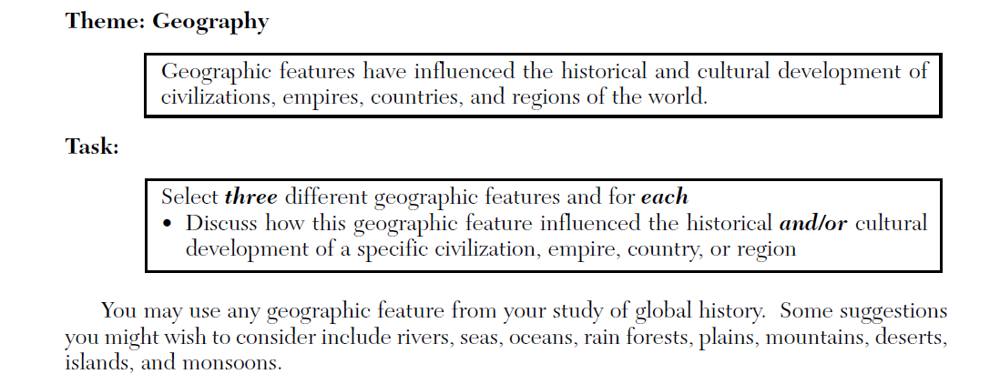 Theme: Geography
Geographic features have influenced the historical and cultural development of
civilizations, empires, countries, and regions of the world.
Task:
Select three different geographic features and for each
• Discuss how this geographic feature influenced the historical and/or cultural
development of a specific civilization, empire, country, or region
You may use any geographic feature from your study of global history. Some suggestions
you might wish to consider include rivers, seas, oceans, rain forests, plains, mountains, deserts,
islands, and monsoons.